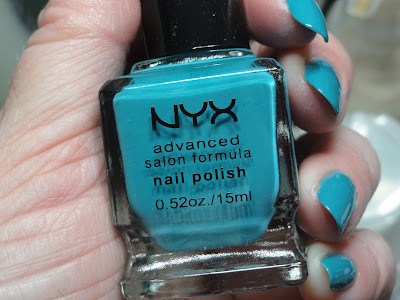 NYX
advanced
salon formula
nail polish
0.52oz./15ml